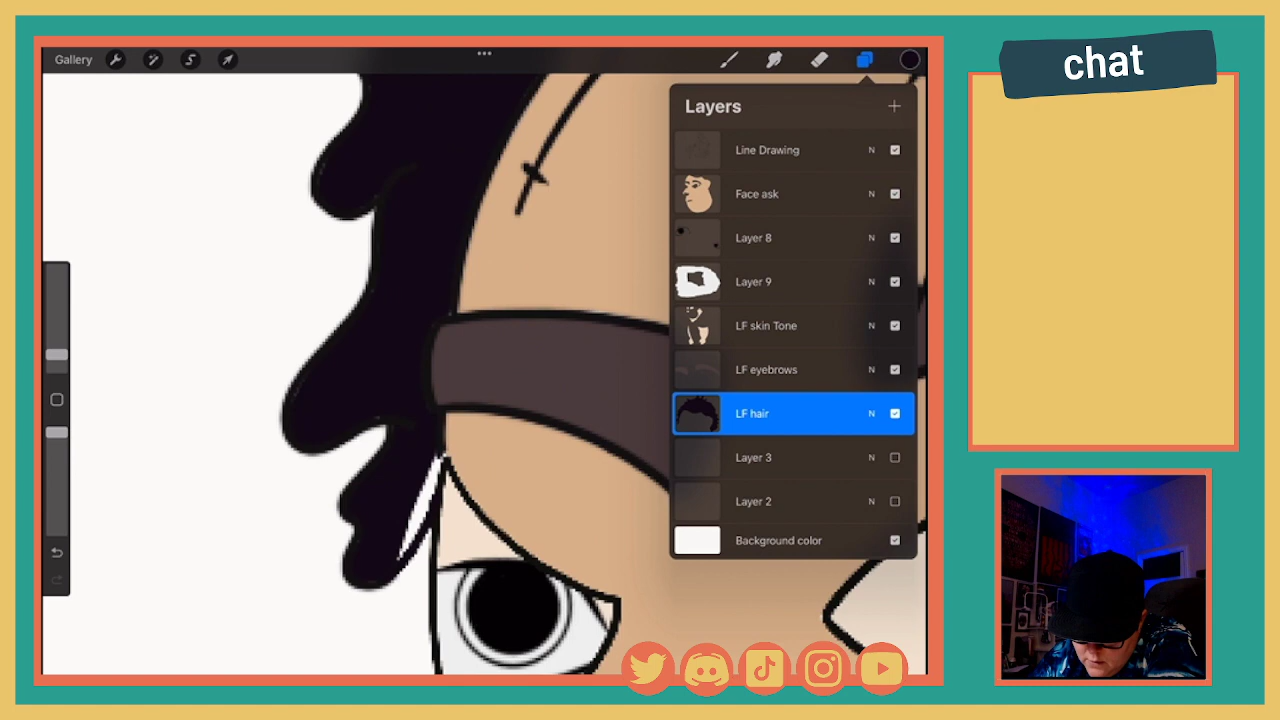 Gallery
Layers
Line Drawing N
Face ask N
Layer 8 N
Layer 9 N
LF skin Tone N
LF eyebrows N
LF hair N
Layer 3 N
Layer 2 N
Background color
chat